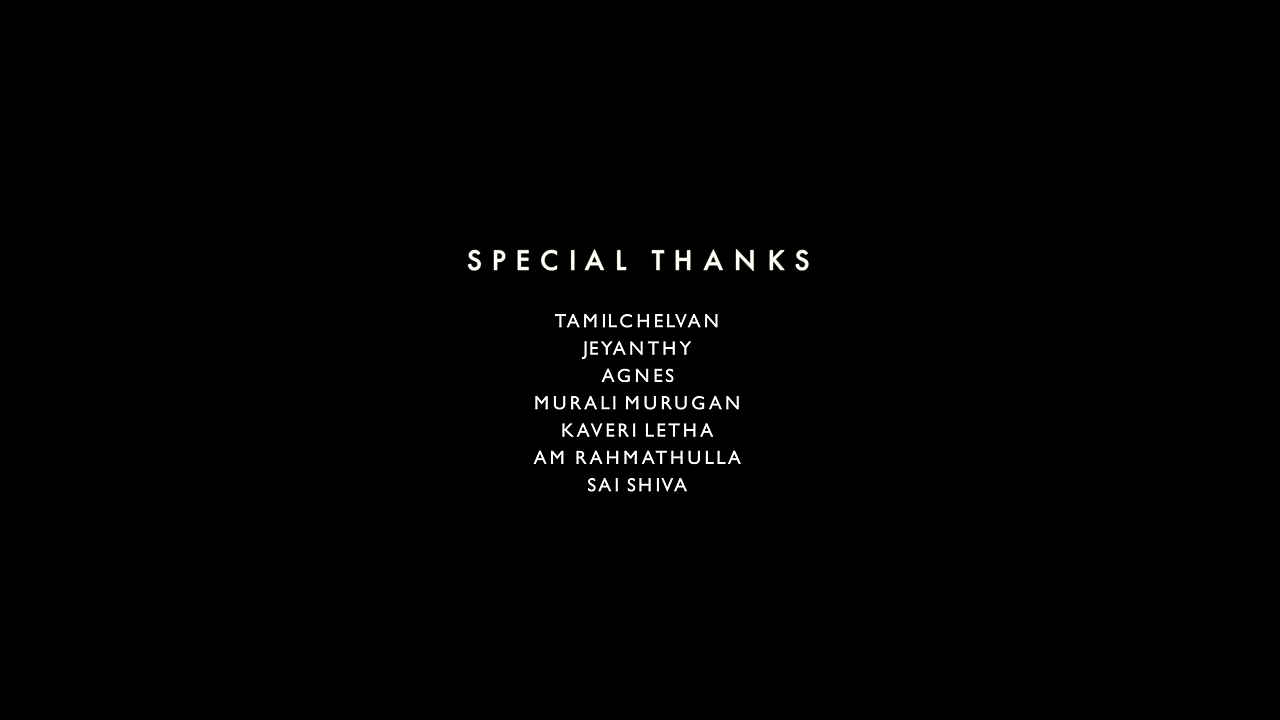 SPECIAL THANKS
TAMILCHELVAN
JEYANTHY
AGNES
MURALI MURUGAN
KAVERI LETHA
AM RAHMATHULLA
SAI SHIVA